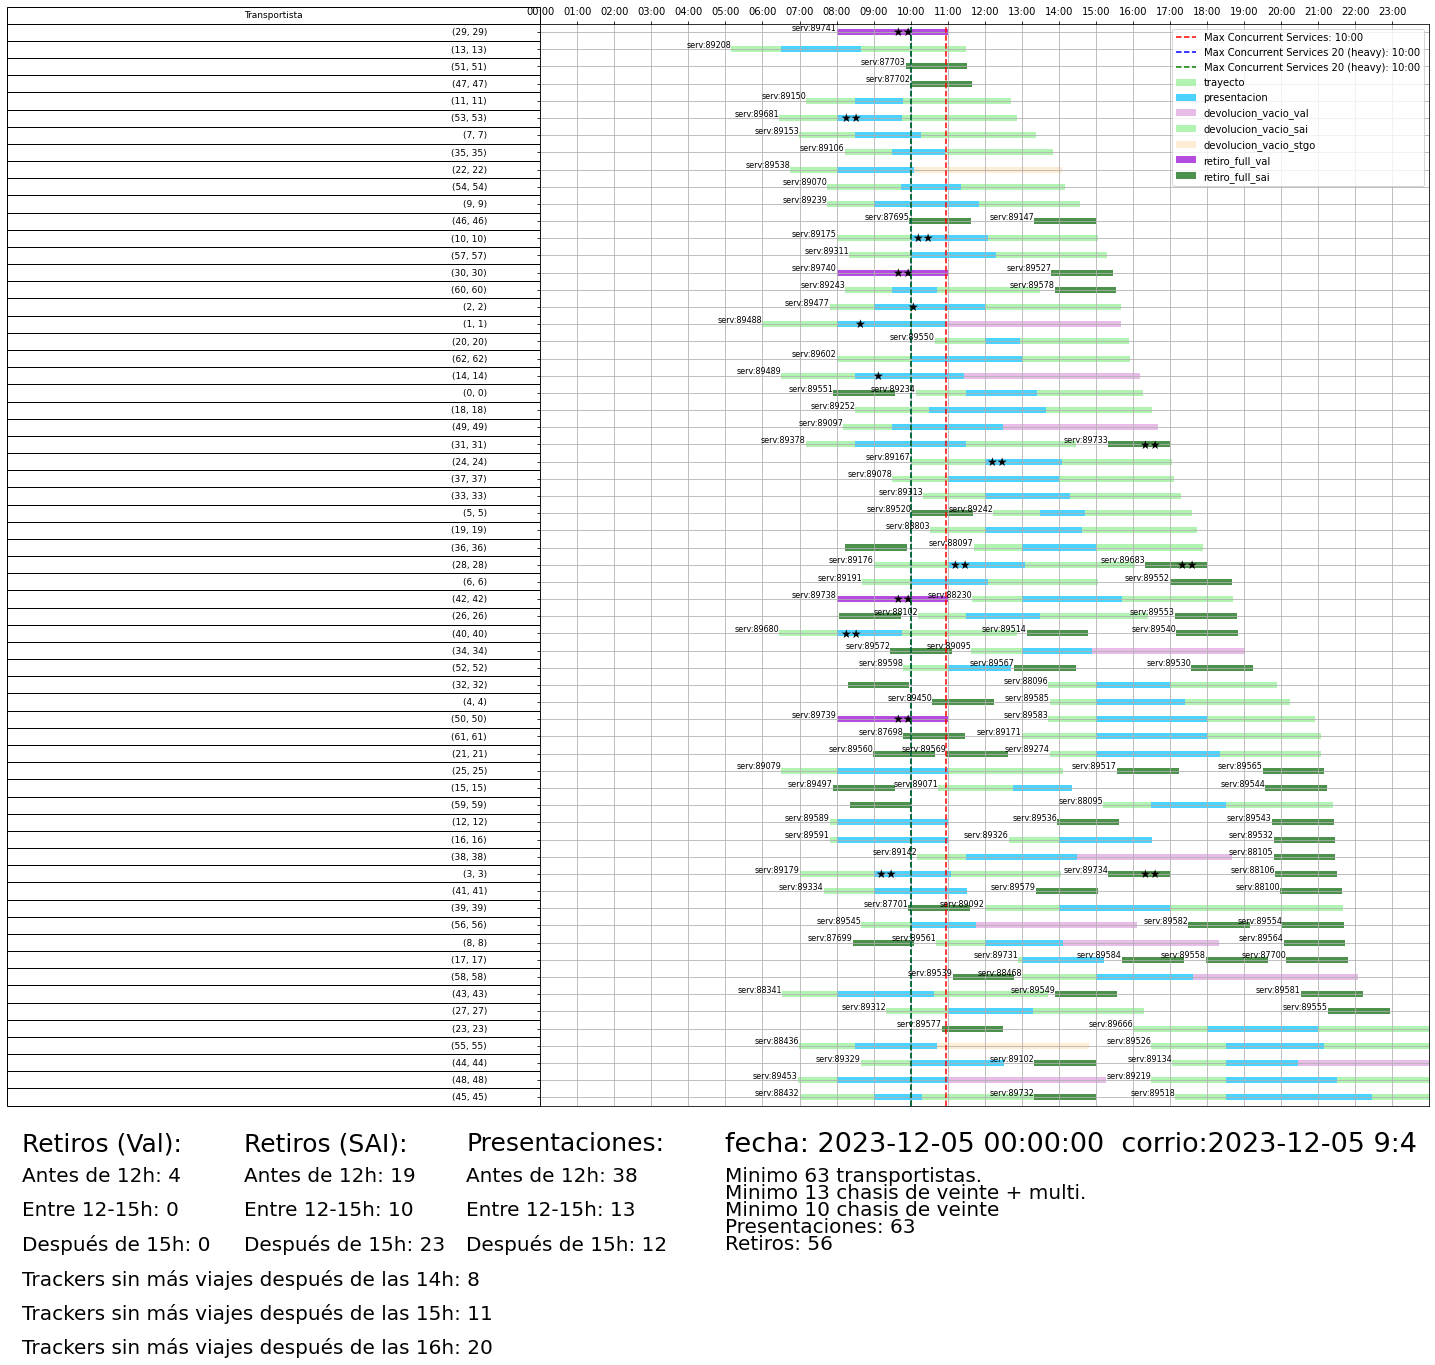 Transportista
00:00 01:00 02:00 03:00 04:00 05:00 06:00 07:00 08:00 09:00 10:00 11:00 12:00 13:00 14:00 15:00 16:00 17:00 18:00 19:00 20:00 21:00 22:00 23:00
Max Concurrent Services: 10:00
Max Concurrent Services 20 (heavy): 10:00
Max Concurrent Services 20 (heavy): 10:00
trayecto
presentacion
devolucion_vacio_val
devolucion_vacio_sai
devolucion_vacio_stgo
retiro_full_val
retiro_full_sai
(29, 29) serv:89741
(13, 13) serv:89208
(51, 51) serv:87703
(47, 47) serv:87702
(11, 11) serv:89150
(53, 53) serv:89681
(7, 7) serv:89153
(35, 35) serv:89106
(22, 22) serv:89538
(54, 54) serv:89070
(9, 9) serv:89239
(46, 46) serv:87695 serv:89147
(10, 10) serv:89175
(57, 57) serv:89311
(30, 30) serv:89740 serv:89527
(60, 60) serv:89243 serv:89578
(2, 2) serv:89477
(1, 1) serv:89488
(20, 20) serv:89550
(62, 62) serv:89602
(14, 14) serv:89489
(0, 0) serv:89551 serv:89234
(18, 18) serv:89252
(49, 49) serv:89097
(31, 31) serv:89378 serv:89733
(24, 24) serv:89167
(37, 37) serv:89078
(33, 33) serv:89313
(5, 5) serv:89520 serv:89242
(19, 19) serv:88803
(36, 36) serv:88097
(28, 28) serv:89176 serv:89683
(6, 6) serv:89191 serv:89552
(42, 42) serv:89738 serv:88230
(26, 26) serv:88102 serv:89553
(40, 40) serv:89680 serv:89514 serv:89540
(34, 34) serv:89572 serv:89095
(52, 52) serv:89598 serv:89567 serv:89530
(32, 32) serv:88096
(4, 4) serv:89450 serv:89585
(50, 50) serv:89739 serv:89583
(61, 61) serv:87698 serv:89171
(21, 21) serv:89560 serv:89569 serv:89274
(25, 25) serv:89079 serv:89517 serv:89565
(15, 15) serv:89497 serv:89071 serv:89544
(59, 59) serv:88095
(12, 12) serv:89589 serv:89536 serv:89543
(16, 16) serv:89591 serv:89326 serv:89532
(38, 38) serv:89142 serv:88105
(3, 3) serv:89179 serv:89734 serv:88106
(41, 41) serv:89334 serv:89579 serv:88100
(39, 39) serv:87701 serv:89092
(56, 56) serv:89545 serv:89582 serv:89554
(8, 8) serv:87699 serv:89561 serv:89564
(17, 17) serv:89731 serv:89584 serv:89558 serv:87700
(58, 58) serv:89539 serv:88468
(43, 43) serv:88341 serv:89549 serv:89581
(27, 27) serv:89312 serv:89555
(23, 23) serv:89577 serv:89666
(55, 55) serv:88436 serv:89526
(44, 44) serv:89329 serv:89102 serv:89134
(48, 48) serv:89453 serv:89219
(45, 45) serv:88432 serv:89732 serv:89518
Retiros (Val):
Antes de 12h: 4
Entre 12-15h: 0
Después de 15h: 0
Retiros (SAI):
Antes de 12h: 19
Entre 12-15h: 10
Después de 15h: 23
Presentaciones:
Antes de 12h: 38
Entre 12-15h: 13
Después de 15h: 12
Trackers sin más viajes después de las 14h: 8
Trackers sin más viajes después de las 15h: 11
Trackers sin más viajes después de las 16h: 20
fecha: 2023-12-05 00:00:00 corrio:2023-12-05 9:4
Minimo 63 transportistas.
Minimo 13 chasis de veinte + multi.
Minimo 10 chasis de veinte
Presentaciones: 63
Retiros: 56